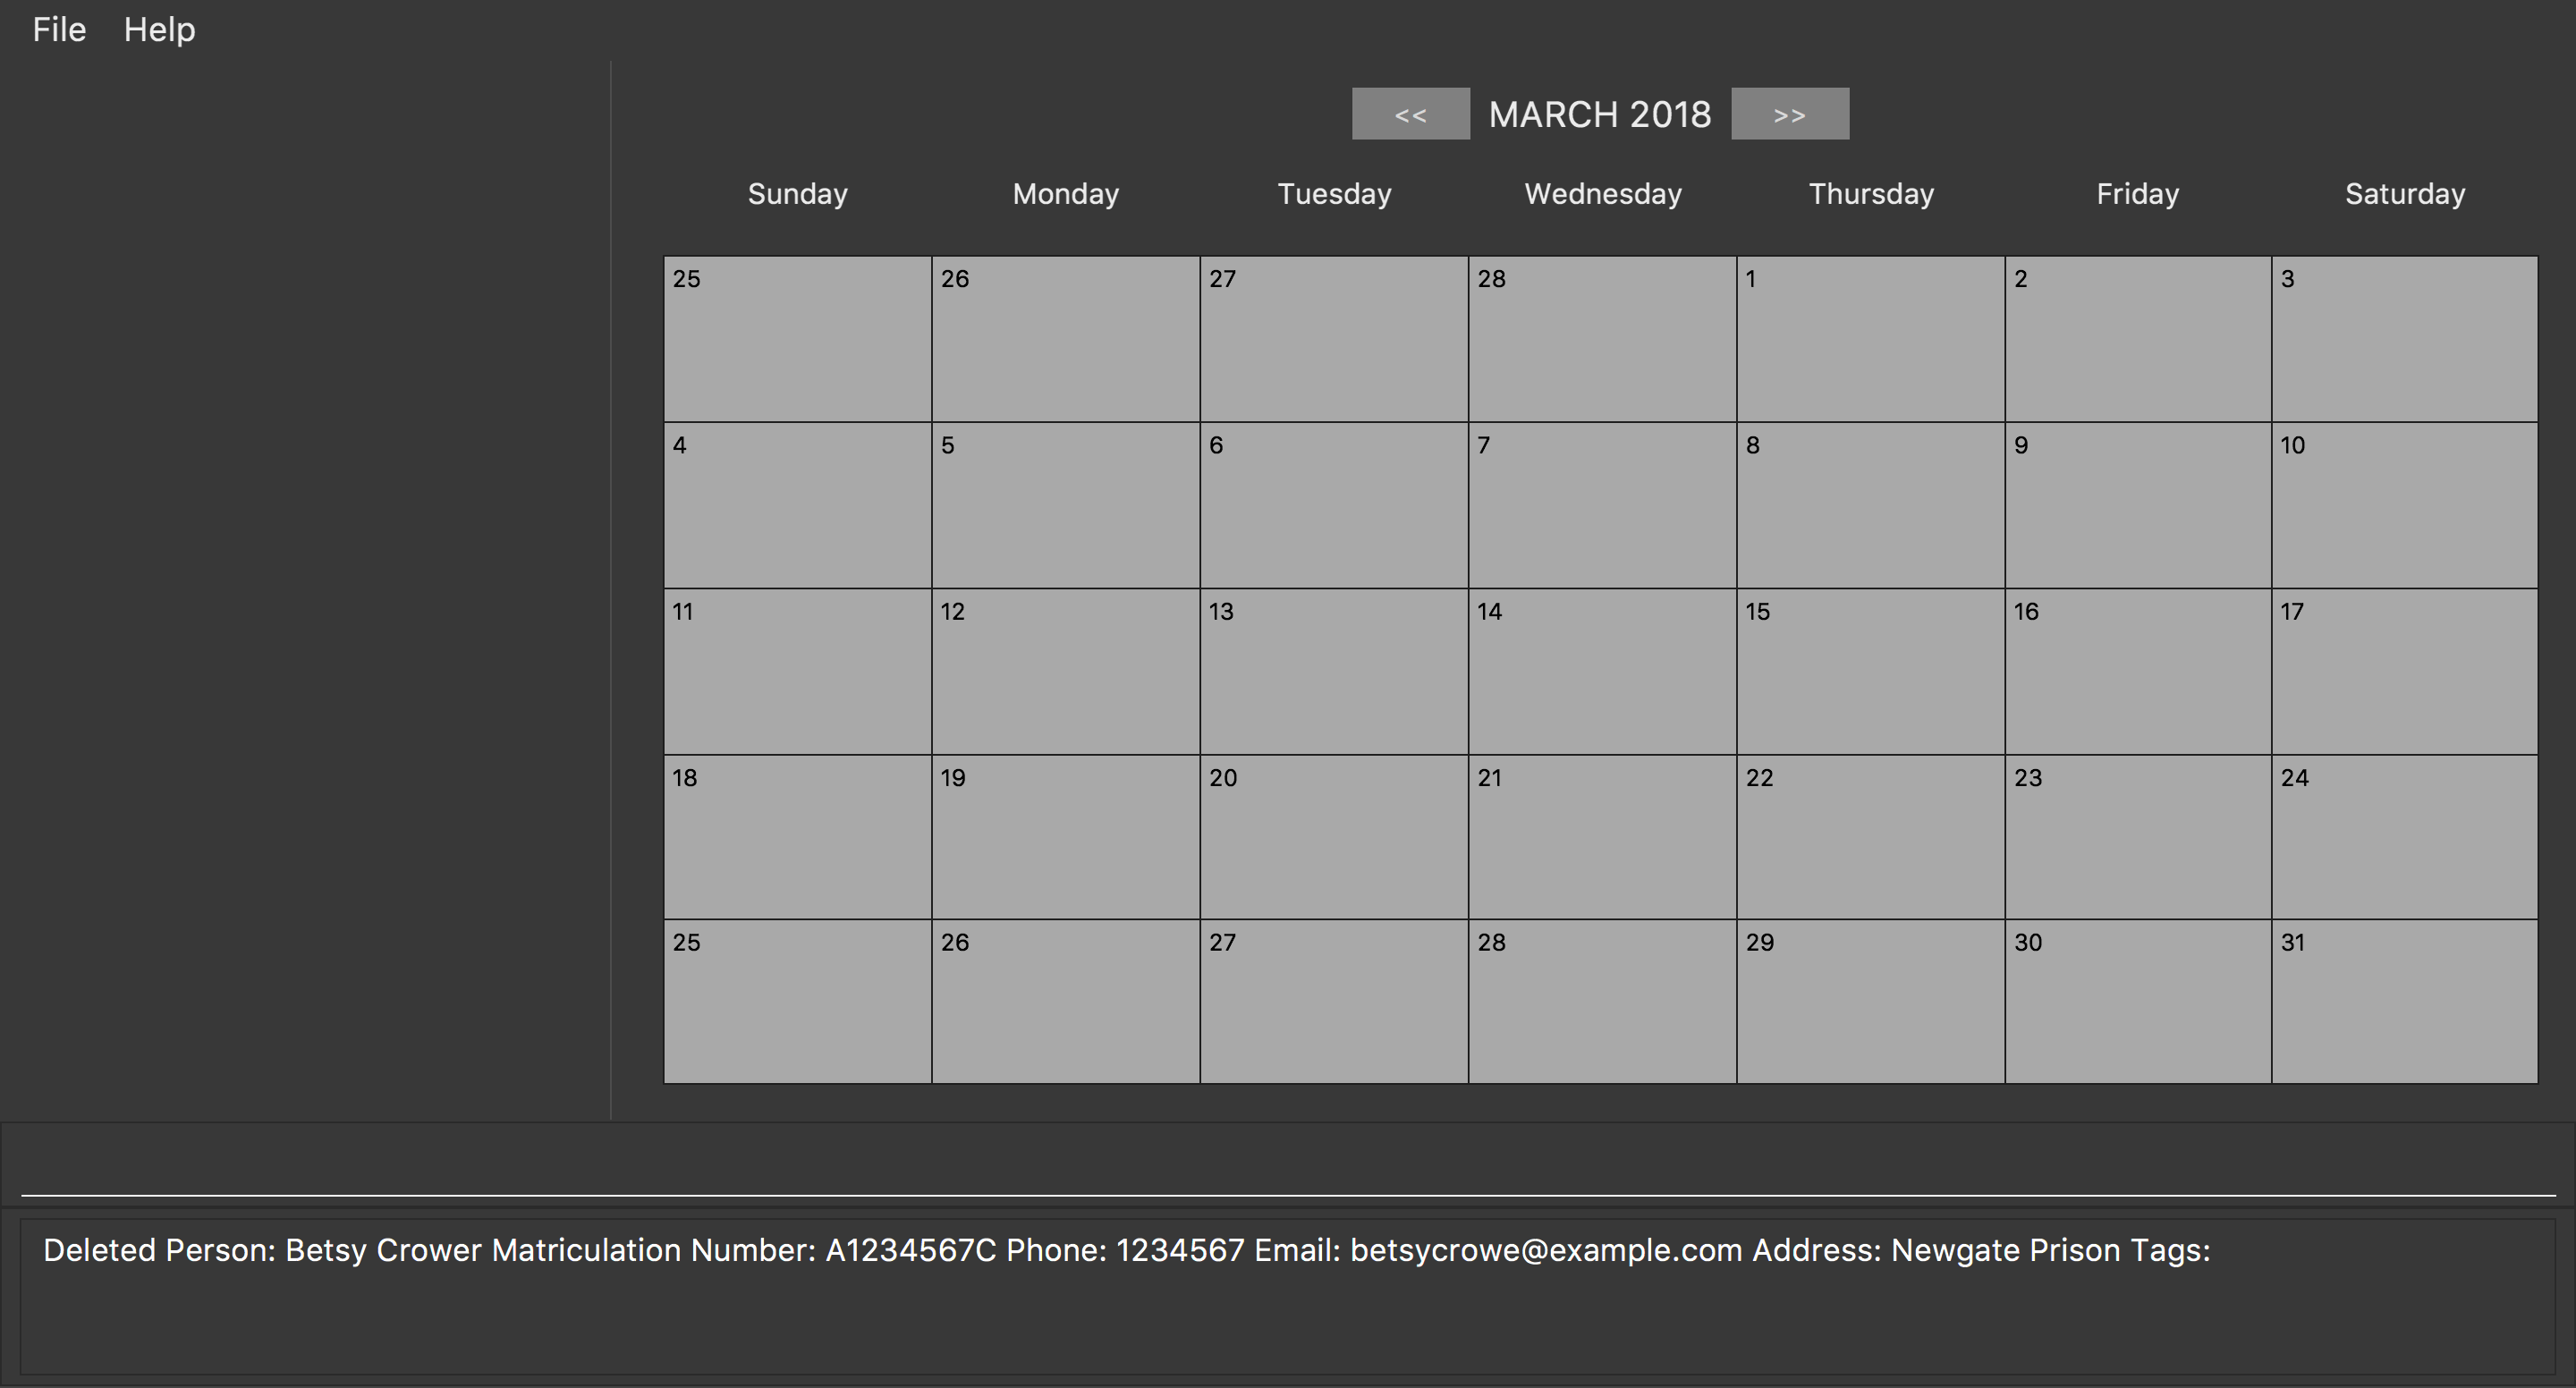 File Help
<< MARCH 2018 >>
Sunday Monday Tuesday Wednesday Thursday Friday Saturday
25 26 27 28 1 2 3
4 5 6 7 8 9 10
11 12 13 14 15 16 17
18 19 20 21 22 23 24
25 26 27 28 29 30 31
Deleted Person: Betsy Crower Matriculation Number: A1234567C Phone: 1234567 Email: betsycrowe@example.com Address: Newgate Prison Tags: